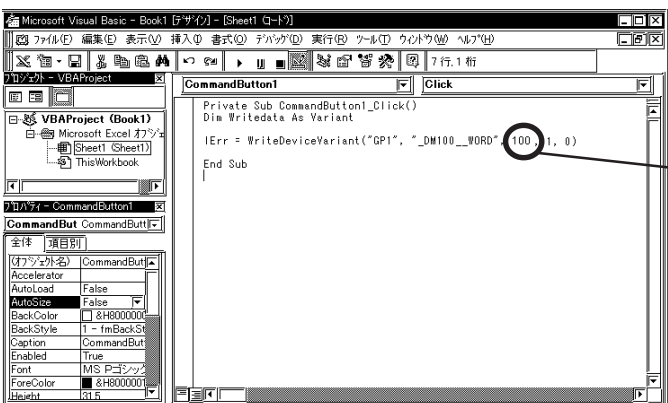 Microsoft Visual Basic - Book1 [ﾃﾞｻﾞｲﾝ] - [Sheet1 (ｺｰﾄﾞ)]
ﾌｧｲﾙ(F) 編集(E) 表示(V) 挿入(I) 書式(O) ﾃﾞﾊﾞｯｸﾞ(D) 実行(R) ﾂｰﾙ(T) ｳｨﾝﾄﾞｳ(W) ﾍﾙﾌﾟ(H)
7 行, 1 桁
ﾌﾟﾛｼﾞｪｸﾄ - VBAProject
VBAProject (Book1)
Microsoft Excel ｵﾌﾞｼﾞｪ
Sheet1 (Sheet1)
ThisWorkbook
ﾌﾟﾛﾊﾟﾃｨ - CommandButton1
CommandBut CommandButt
全体 項目別
(ｵﾌﾞｼﾞｪｸﾄ名) CommandBut
Accelerator
AutoLoad False
AutoSize False
BackColor &H8000000
BackStyle 1 - fmBackSt
Caption CommandBut
Enabled True
Font MS Pゴシック
ForeColor &H8000001
Height 31.5
CommandButton1 Click
Private Sub CommandButton1_Click()
Dim Writedata As Variant
lErr = WriteDeviceVariant("GP1", "_DM100__WORD", 100, 1, 0)
End Sub